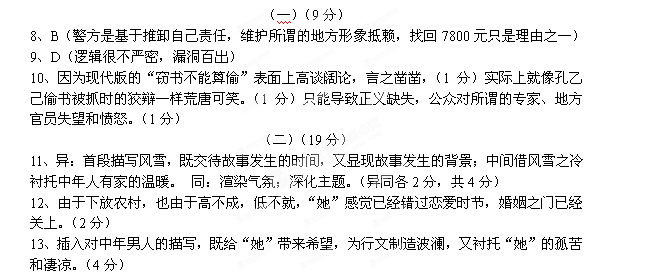 （一）(9 分)
8、B（警方是基于推卸自己责任，维护所谓的地方形象抵赖，找回 7800 元只是理由之一）
9、D（逻辑很不严密，漏洞百出）
10、因为现代版的“窃书不能算偷”表面上高谈阔论，言之凿凿，（1 分）实际上就像孔乙
己偷书被抓时的狡辩一样荒唐可笑。（1 分）只能导致正义缺失，公众对所谓的专家、地方
官员失望和愤怒。（1 分）
（二）(19 分)
11、异：首段描写风雪，既交待故事发生的时间，又显现故事发生的背景；中间借风雪之冷
衬托中年人有家的温暖。 同：渲染气氛；深化主题。（异同各 2 分，共 4 分）
12、由于下放农村，也由于高不成，低不就，“她”感觉已经错过恋爱时节，婚姻之门已经
关上。（2 分）
13、插入对中年男人的描写，既给“她”带来希望，为行文制造波澜，又衬托“她”的孤苦
和凄凉。（4 分）